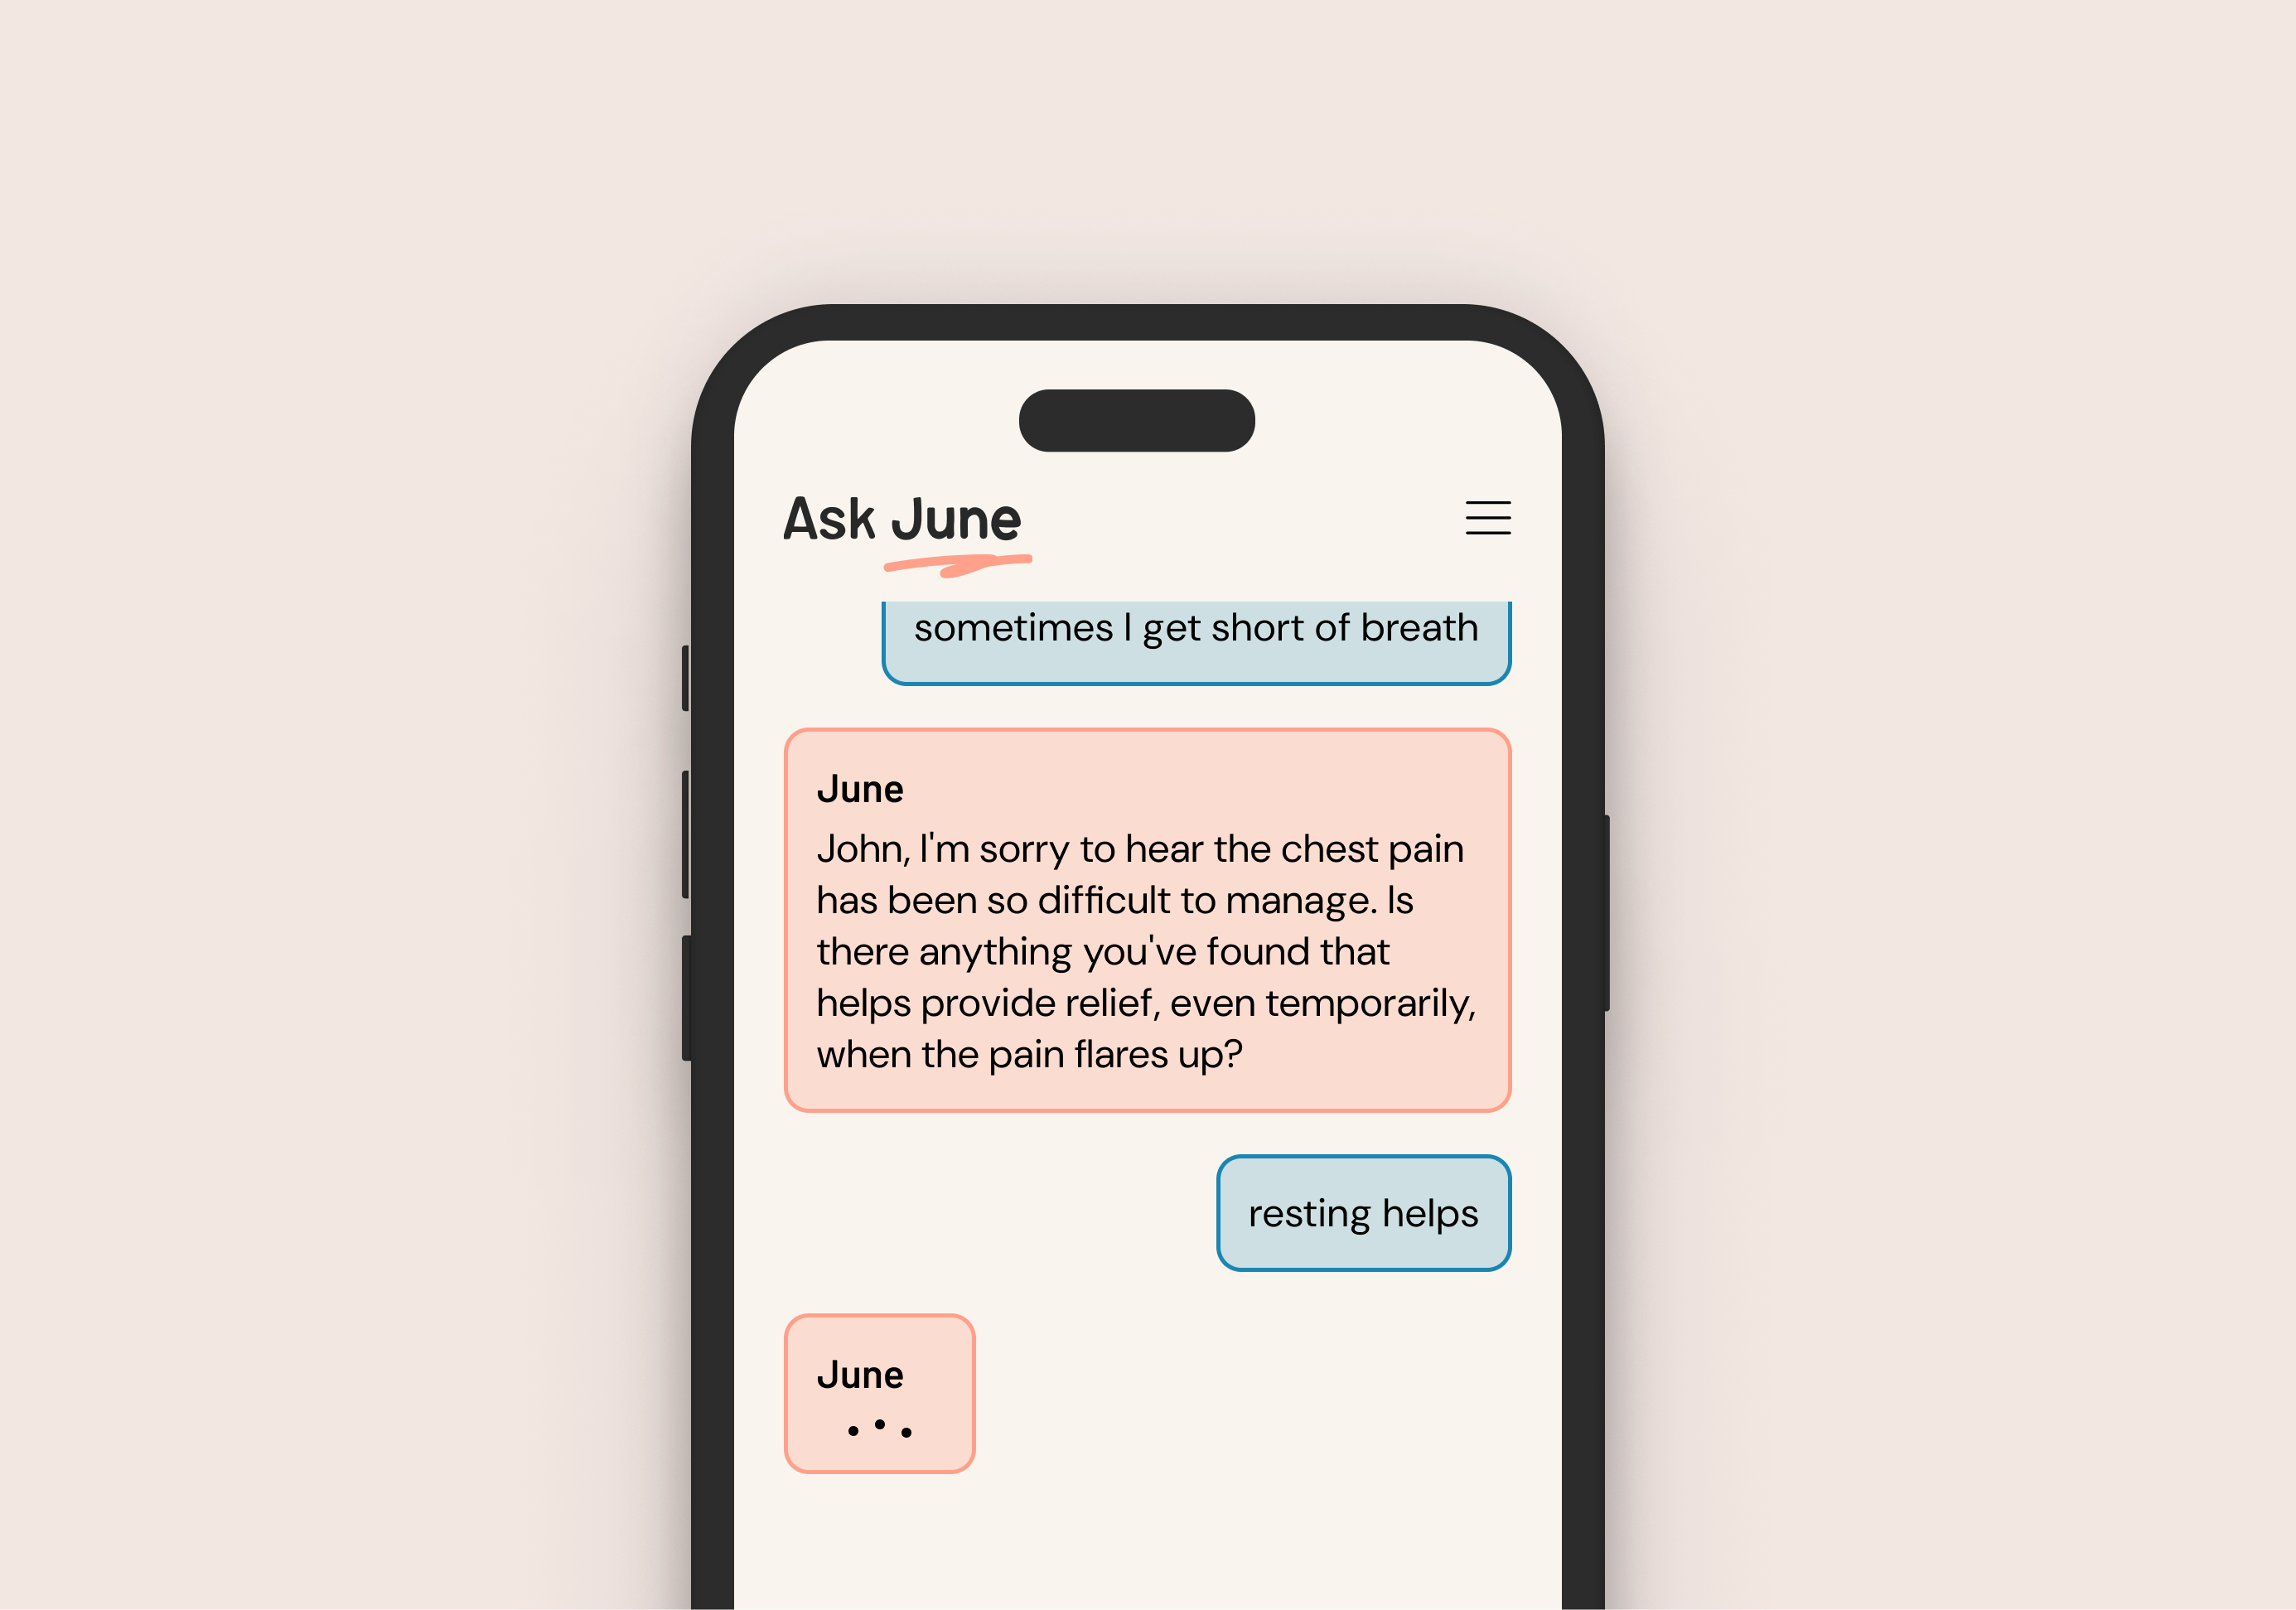 Ask June
sometimes I get short of breath
June
John, I'm sorry to hear the chest pain
has been so difficult to manage. Is
there anything you've found that
helps provide relief, even temporarily,
when the pain flares up?
resting helps
June